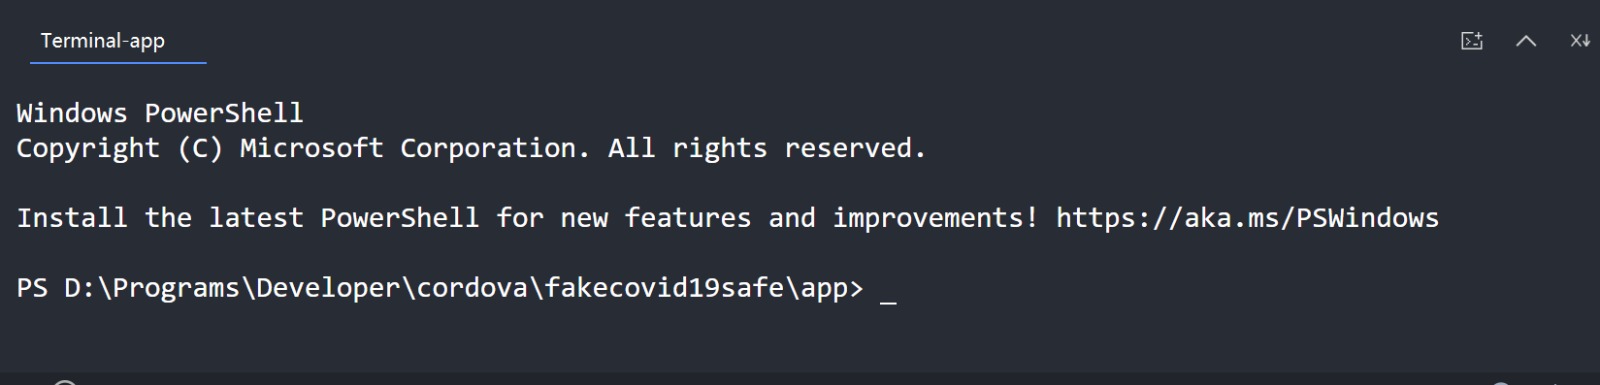 Terminal-app
Windows PowerShell
Copyright (C) Microsoft Corporation. All rights reserved.
Install the latest PowerShell for new features and improvements! https://aka.ms/PSWindows
PS D:\Programs\Developer\cordova\fakecovid19safe\app> _